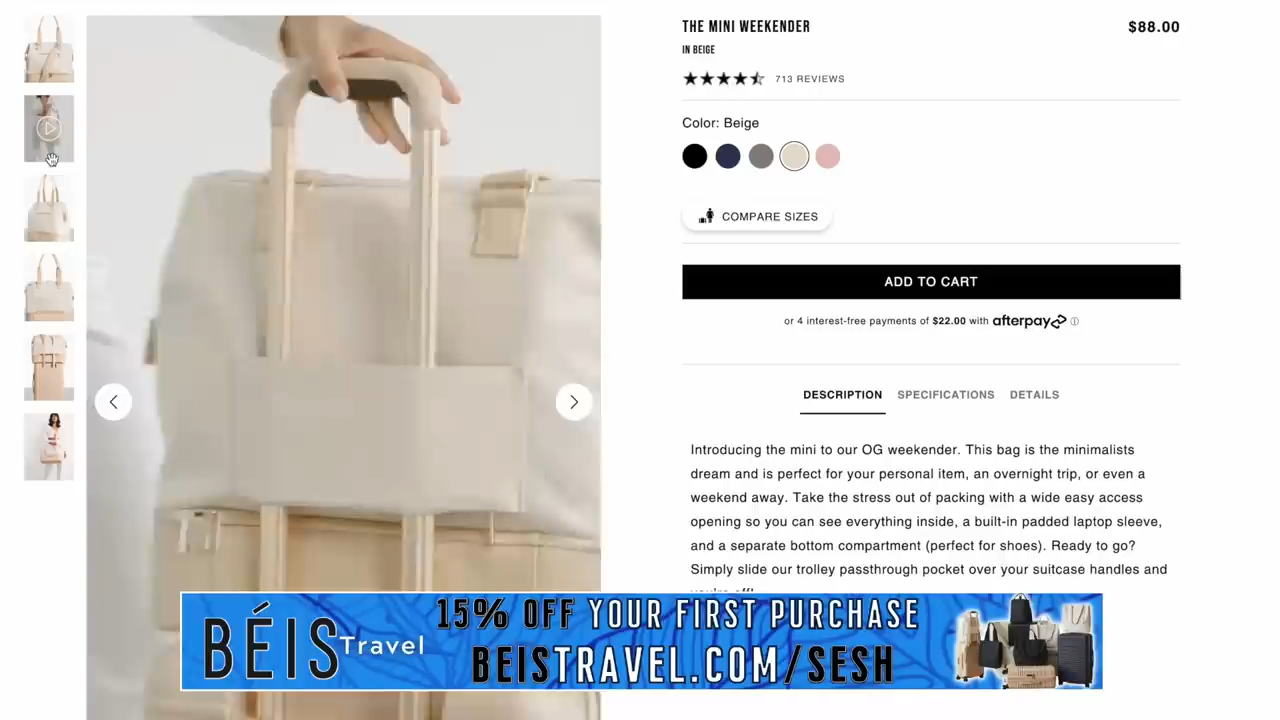 THE MINI WEEKENDER
$88.00
IN BEIGE
713 REVIEWS
Color: Beige
COMPARE SIZES
ADD TO CART
or 4 interest-free payments of $22.00 with afterpay
DESCRIPTION
SPECIFICATIONS
DETAILS
Introducing the mini to our OG weekender. This bag is the minimalists
dream and is perfect for your personal item, an overnight trip, or even a
weekend away. Take the stress out of packing with a wide easy access
opening so you can see everything inside, a built-in padded laptop sleeve,
and a separate bottom compartment (perfect for shoes). Ready to go?
Simply slide our trolley passthrough pocket over your suitcase handles and
BÉIS Travel
15% OFF YOUR FIRST PURCHASE
BEISTRAVEL.COM/SESH